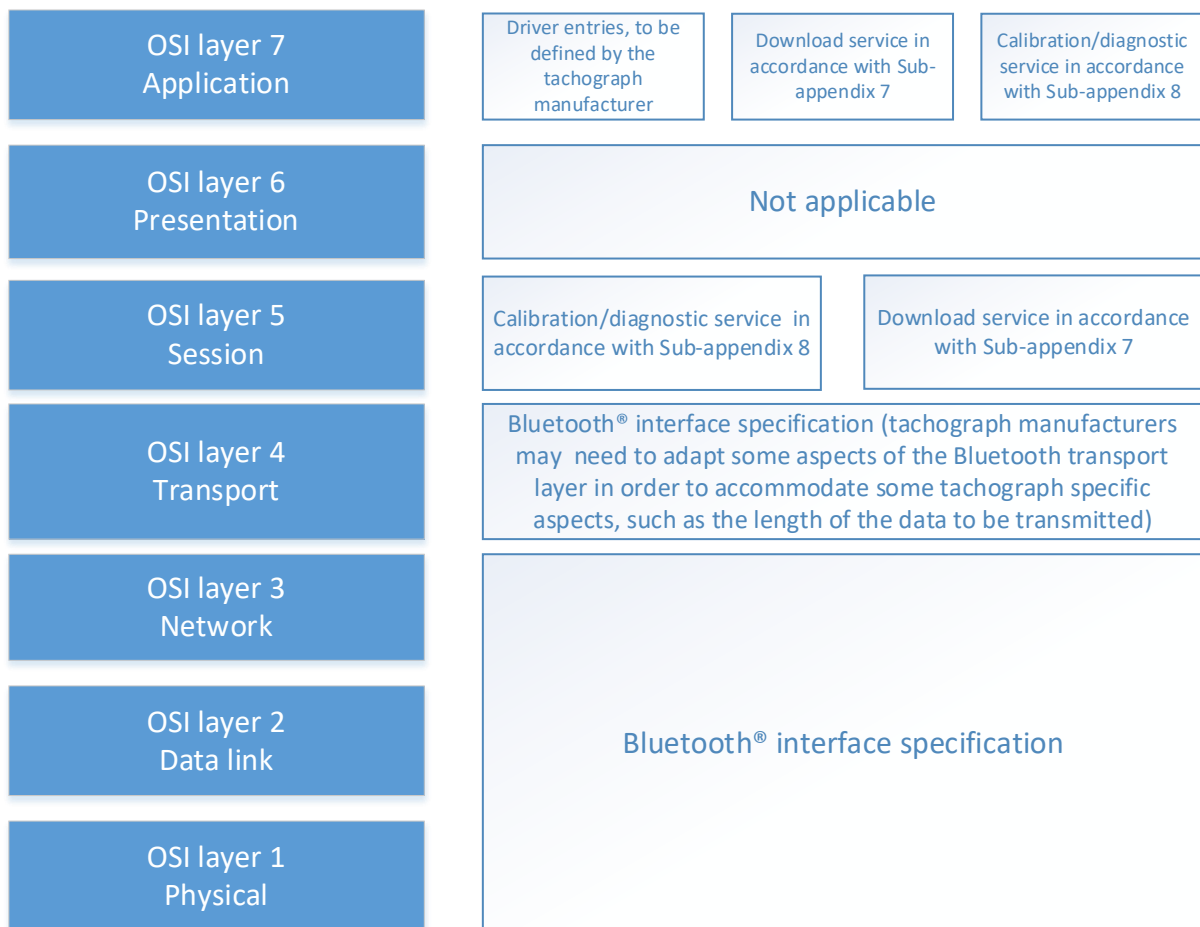 OSI layer 7
Application
Driver entries, to be
defined by the
tachograph
manufacturer
Download service in
accordance with Sub-
appendix 7
Calibration/diagnostic
service in accordance
with Sub-appendix 8
OSI layer 6
Presentation
Not applicable
OSI layer 5
Session
Calibration/diagnostic service in
accordance with Sub-appendix 8
Download service in accordance
with Sub-appendix 7
OSI layer 4
Transport
Bluetooth® interface specification (tachograph manufacturers
may need to adapt some aspects of the Bluetooth transport
layer in order to accommodate some tachograph specific
aspects, such as the length of the data to be transmitted)
OSI layer 3
Network
OSI layer 2
Data link
Bluetooth® interface specification
OSI layer 1
Physical